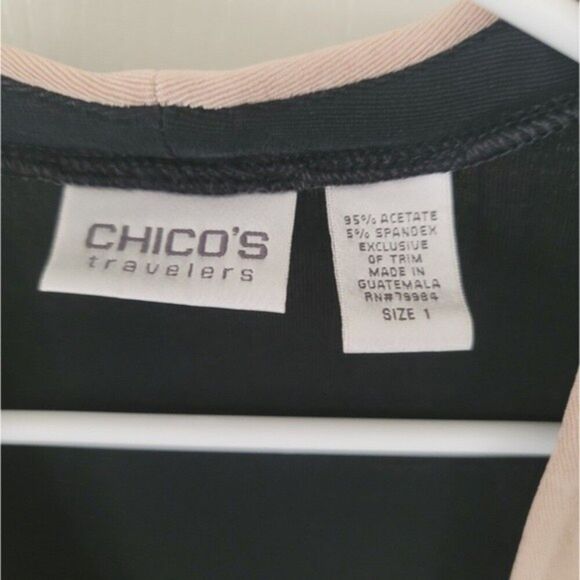 CHICO'S
travelers
95% ACETATE
5% SPANDEX
EXCLUSIVE
OF TRIM
MADE IN
GUATEMALA
RN#79984
SIZE 1